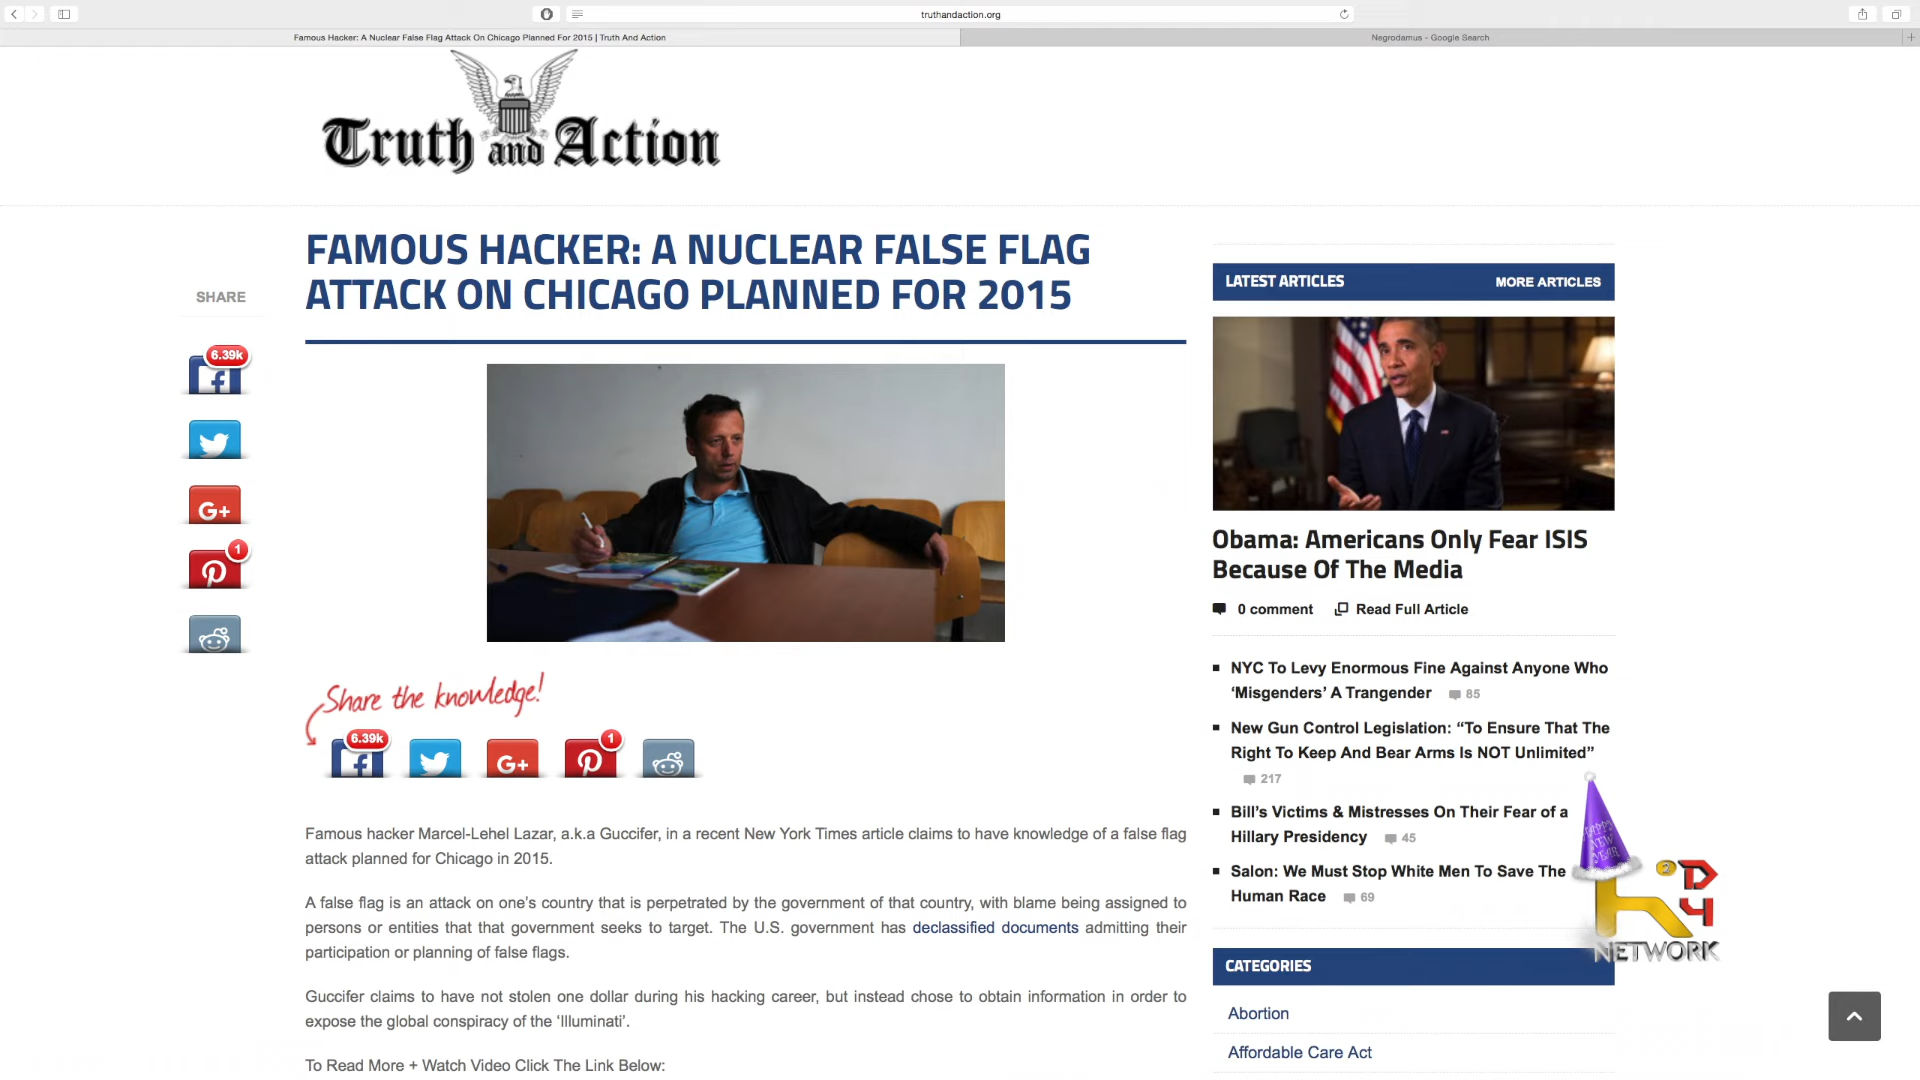 truthandaction.org
Famous Hacker: A Nuclear False Flag Attack On Chicago Planned For 2015 | Truth And Action
Negrodamus - Google Search
Truth and Action
FAMOUS HACKER: A NUCLEAR FALSE FLAG
ATTACK ON CHICAGO PLANNED FOR 2015
SHARE
6.39k
G+
1
Share the knowledge!
6.39k
G+
1
Famous hacker Marcel-Lehel Lazar, a.k.a Guccifer, in a recent New York Times article claims to have knowledge of a false flag
attack planned for Chicago in 2015.
A false flag is an attack on one's country that is perpetrated by the government of that country, with blame being assigned to
persons or entities that that government seeks to target. The U.S. government has declassified documents admitting their
participation or planning of false flags.
Guccifer claims to have not stolen one dollar during his hacking career, but instead chose to obtain information in order to
expose the global conspiracy of the 'Illuminati'.
To Read More + Watch Video Click The Link Below:
LATEST ARTICLES MORE ARTICLES
Obama: Americans Only Fear ISIS
Because Of The Media
0 comment Read Full Article
NYC To Levy Enormous Fine Against Anyone Who
'Misgenders' A Trangender 85
New Gun Control Legislation: “To Ensure That The
Right To Keep And Bear Arms Is NOT Unlimited”
217
Bill's Victims & Mistresses On Their Fear of a
Hillary Presidency 45
Salon: We Must Stop White Men To Save The
Human Race 69
CATEGORIES
Abortion
Affordable Care Act
HAPPY
NEW
YEAR
NETWORK